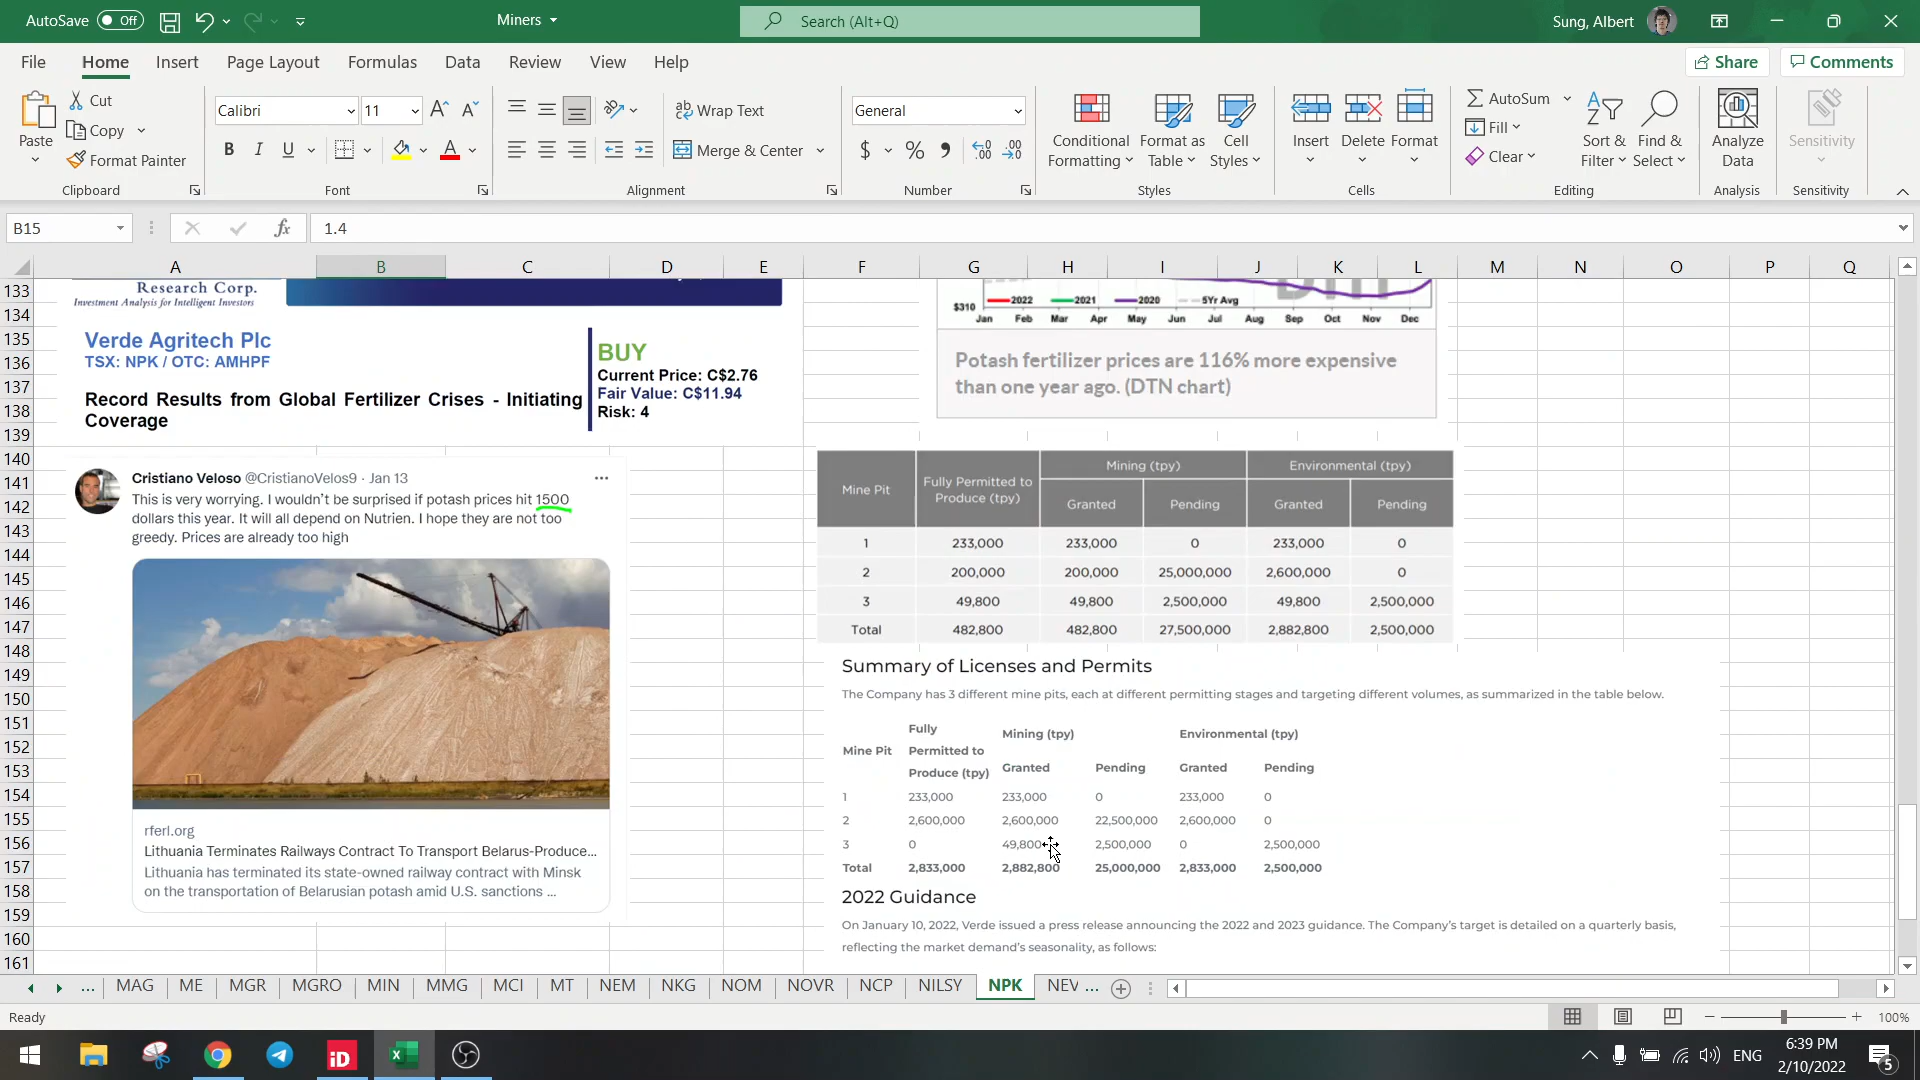 AutoSave Off
Miners
Search (Alt+Q)
Sung, Albert
File Home Insert Page Layout Formulas Data Review View Help
Share Comments
Paste
Cut
Copy
Format Painter
Clipboard
Calibri 11
B I U
Font
Wrap Text
Merge & Center
Alignment
General
$ % 9
Number
Conditional Formatting
Format as Table
Cell Styles
Styles
Insert Delete Format
Cells
AutoSum
Fill
Clear
Sort & Filter
Find & Select
Editing
Analyze Data
Analysis
Sensitivity
Sensitivity
B15 fx 1.4
A B C D E F G H I J K L M N O P Q
133
134
135
136
137
138
139
140
141
142
143
144
145
146
147
148
149
150
151
152
153
154
155
156
157
158
159
160
161
Research Corp.
Investment Analysis for Intelligent Investors
Verde Agritech Plc
TSX: NPK / OTC: AMHPF
Record Results from Global Fertilizer Crises - Initiating
Coverage
BUY
Current Price: C$2.76
Fair Value: C$11.94
Risk: 4
Cristiano Veloso @CristianoVelos9 · Jan 13
This is very worrying. I wouldn't be surprised if potash prices hit 1500
dollars this year. It will all depend on Nutrien. I hope they are not too
greedy. Prices are already too high
rferl.org
Lithuania Terminates Railways Contract To Transport Belarus-Produce...
Lithuania has terminated its state-owned railway contract with Minsk
on the transportation of Belarusian potash amid U.S. sanctions ...
dtn
$310 2022 2021 2020 5Yr Avg
Jan Feb Mar Apr May Jun Jul Aug Sep Oct Nov Dec
Potash fertilizer prices are 116% more expensive
than one year ago. (DTN chart)
Mine Pit
Fully Permitted to
Produce (tpy)
Mining (tpy) Environmental (tpy)
Granted Pending Granted Pending
1 233,000 233,000 0 233,000 0
2 200,000 200,000 25,000,000 2,600,000 0
3 49,800 49,800 2,500,000 49,800 2,500,000
Total 482,800 482,800 27,500,000 2,882,800 2,500,000
Summary of Licenses and Permits
The Company has 3 different mine pits, each at different permitting stages and targeting different volumes, as summarized in the table below.
Mine Pit
Fully
Permitted to
Produce (tpy)
Mining (tpy) Environmental (tpy)
Granted Pending Granted Pending
1 233,000 233,000 0 233,000 0
2 2,600,000 2,600,000 22,500,000 2,600,000 0
3 0 49,800 2,500,000 0 2,500,000
Total 2,833,000 2,882,800 25,000,000 2,833,000 2,500,000
2022 Guidance
On January 10, 2022, Verde issued a press release announcing the 2022 and 2023 guidance. The Company's target is detailed on a quarterly basis,
reflecting the market demand's seasonality, as follows:
... MAG ME MGR MGRO MIN MMG MCI MT NEM NKG NOM NOVR NCP NILSY NPK NEV ...
Ready
100%
iD
ENG
6:39 PM
2/10/2022
5